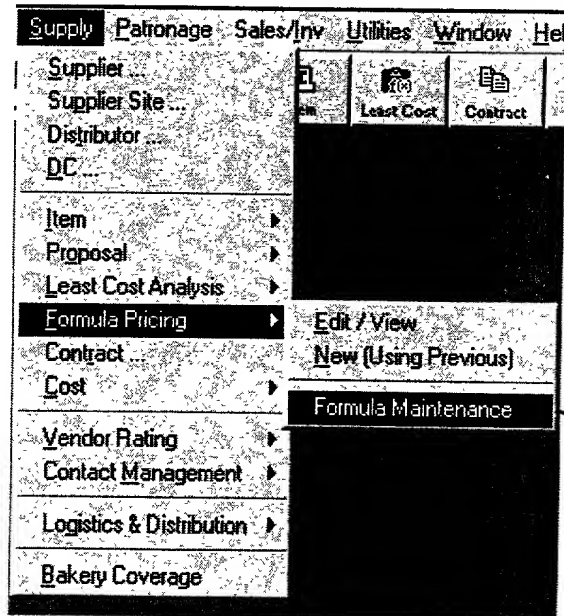 Supply Patronage Sales/Inv Utilities Window Hel
Supplier ...
Supplier Site ...
Distributor ...
DC ...
Least Cost Contract
Item
Proposal
Least Cost Analysis
Formula Pricing
Edit / View
Contract ...
New (Using Previous)
Cost
Formula Maintenance
Vendor Rating
Contact Management
Logistics & Distribution
Bakery Coverage